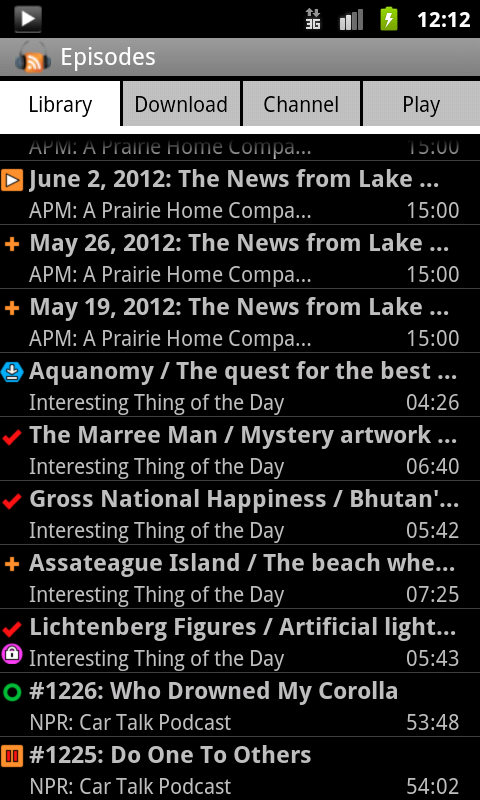 3G 12:12
Episodes
Library Download Channel Play
APM: A Prairie Home Compa... 15:00
June 2, 2012: The News from Lake ...
APM: A Prairie Home Compa... 15:00
May 26, 2012: The News from Lake ...
APM: A Prairie Home Compa... 15:00
May 19, 2012: The News from Lake ...
APM: A Prairie Home Compa... 15:00
Aquanomy / The quest for the best ...
Interesting Thing of the Day 04:26
The Marree Man / Mystery artwork ...
Interesting Thing of the Day 06:40
Gross National Happiness / Bhutan'...
Interesting Thing of the Day 05:42
Assateague Island / The beach whe...
Interesting Thing of the Day 07:25
Lichtenberg Figures / Artificial light...
Interesting Thing of the Day 05:43
#1226: Who Drowned My Corolla
NPR: Car Talk Podcast 53:48
#1225: Do One To Others
NPR: Car Talk Podcast 54:02